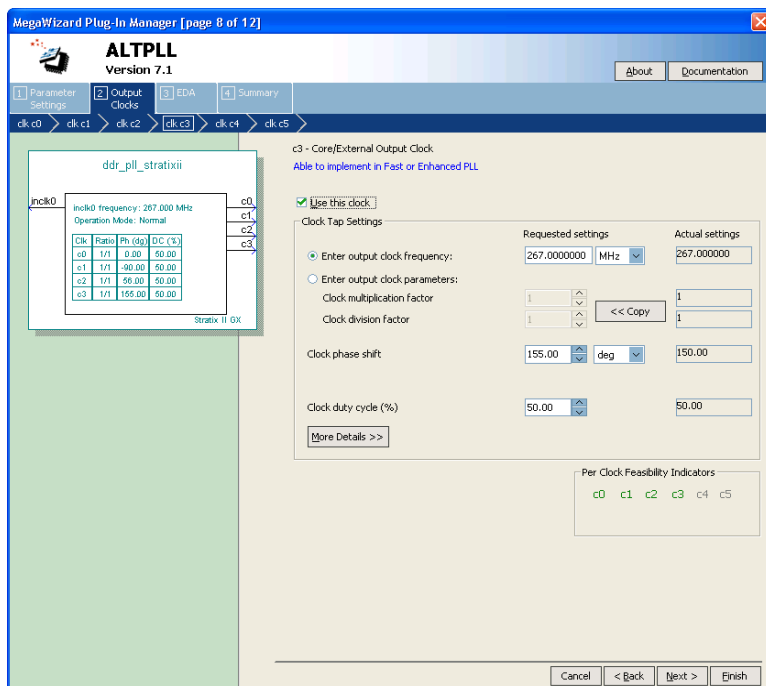 MegaWizard Plug-In Manager [page 8 of 12]
ALTPLL
Version 7.1
About
Documentation
1 Parameter Settings
2 Output Clocks
3 EDA
4 Summary
clk c0
clk c1
clk c2
clk c3
clk c4
clk c5
ddr_pll_stratixii
inclk0
inclk0 frequency: 267.000 MHz
Operation Mode: Normal
Clk Ratio Ph (dg) DC (%)
c0 1/1 0.00 50.00
c1 1/1 -90.00 50.00
c2 1/1 56.00 50.00
c3 1/1 155.00 50.00
c0
c1
c2
c3
Stratix II GX
c3 - Core/External Output Clock
Able to implement in Fast or Enhanced PLL
Use this clock
Clock Tap Settings
Requested settings
Actual settings
Enter output clock frequency:
267.0000000
MHz
267.000000
Enter output clock parameters:
Clock multiplication factor
1
<< Copy
1
Clock division factor
1
1
Clock phase shift
155.00
deg
150.00
Clock duty cycle (%)
50.00
50.00
More Details >>
Per Clock Feasibility Indicators
c0 c1 c2 c3 c4 c5
Cancel
< Back
Next >
Finish